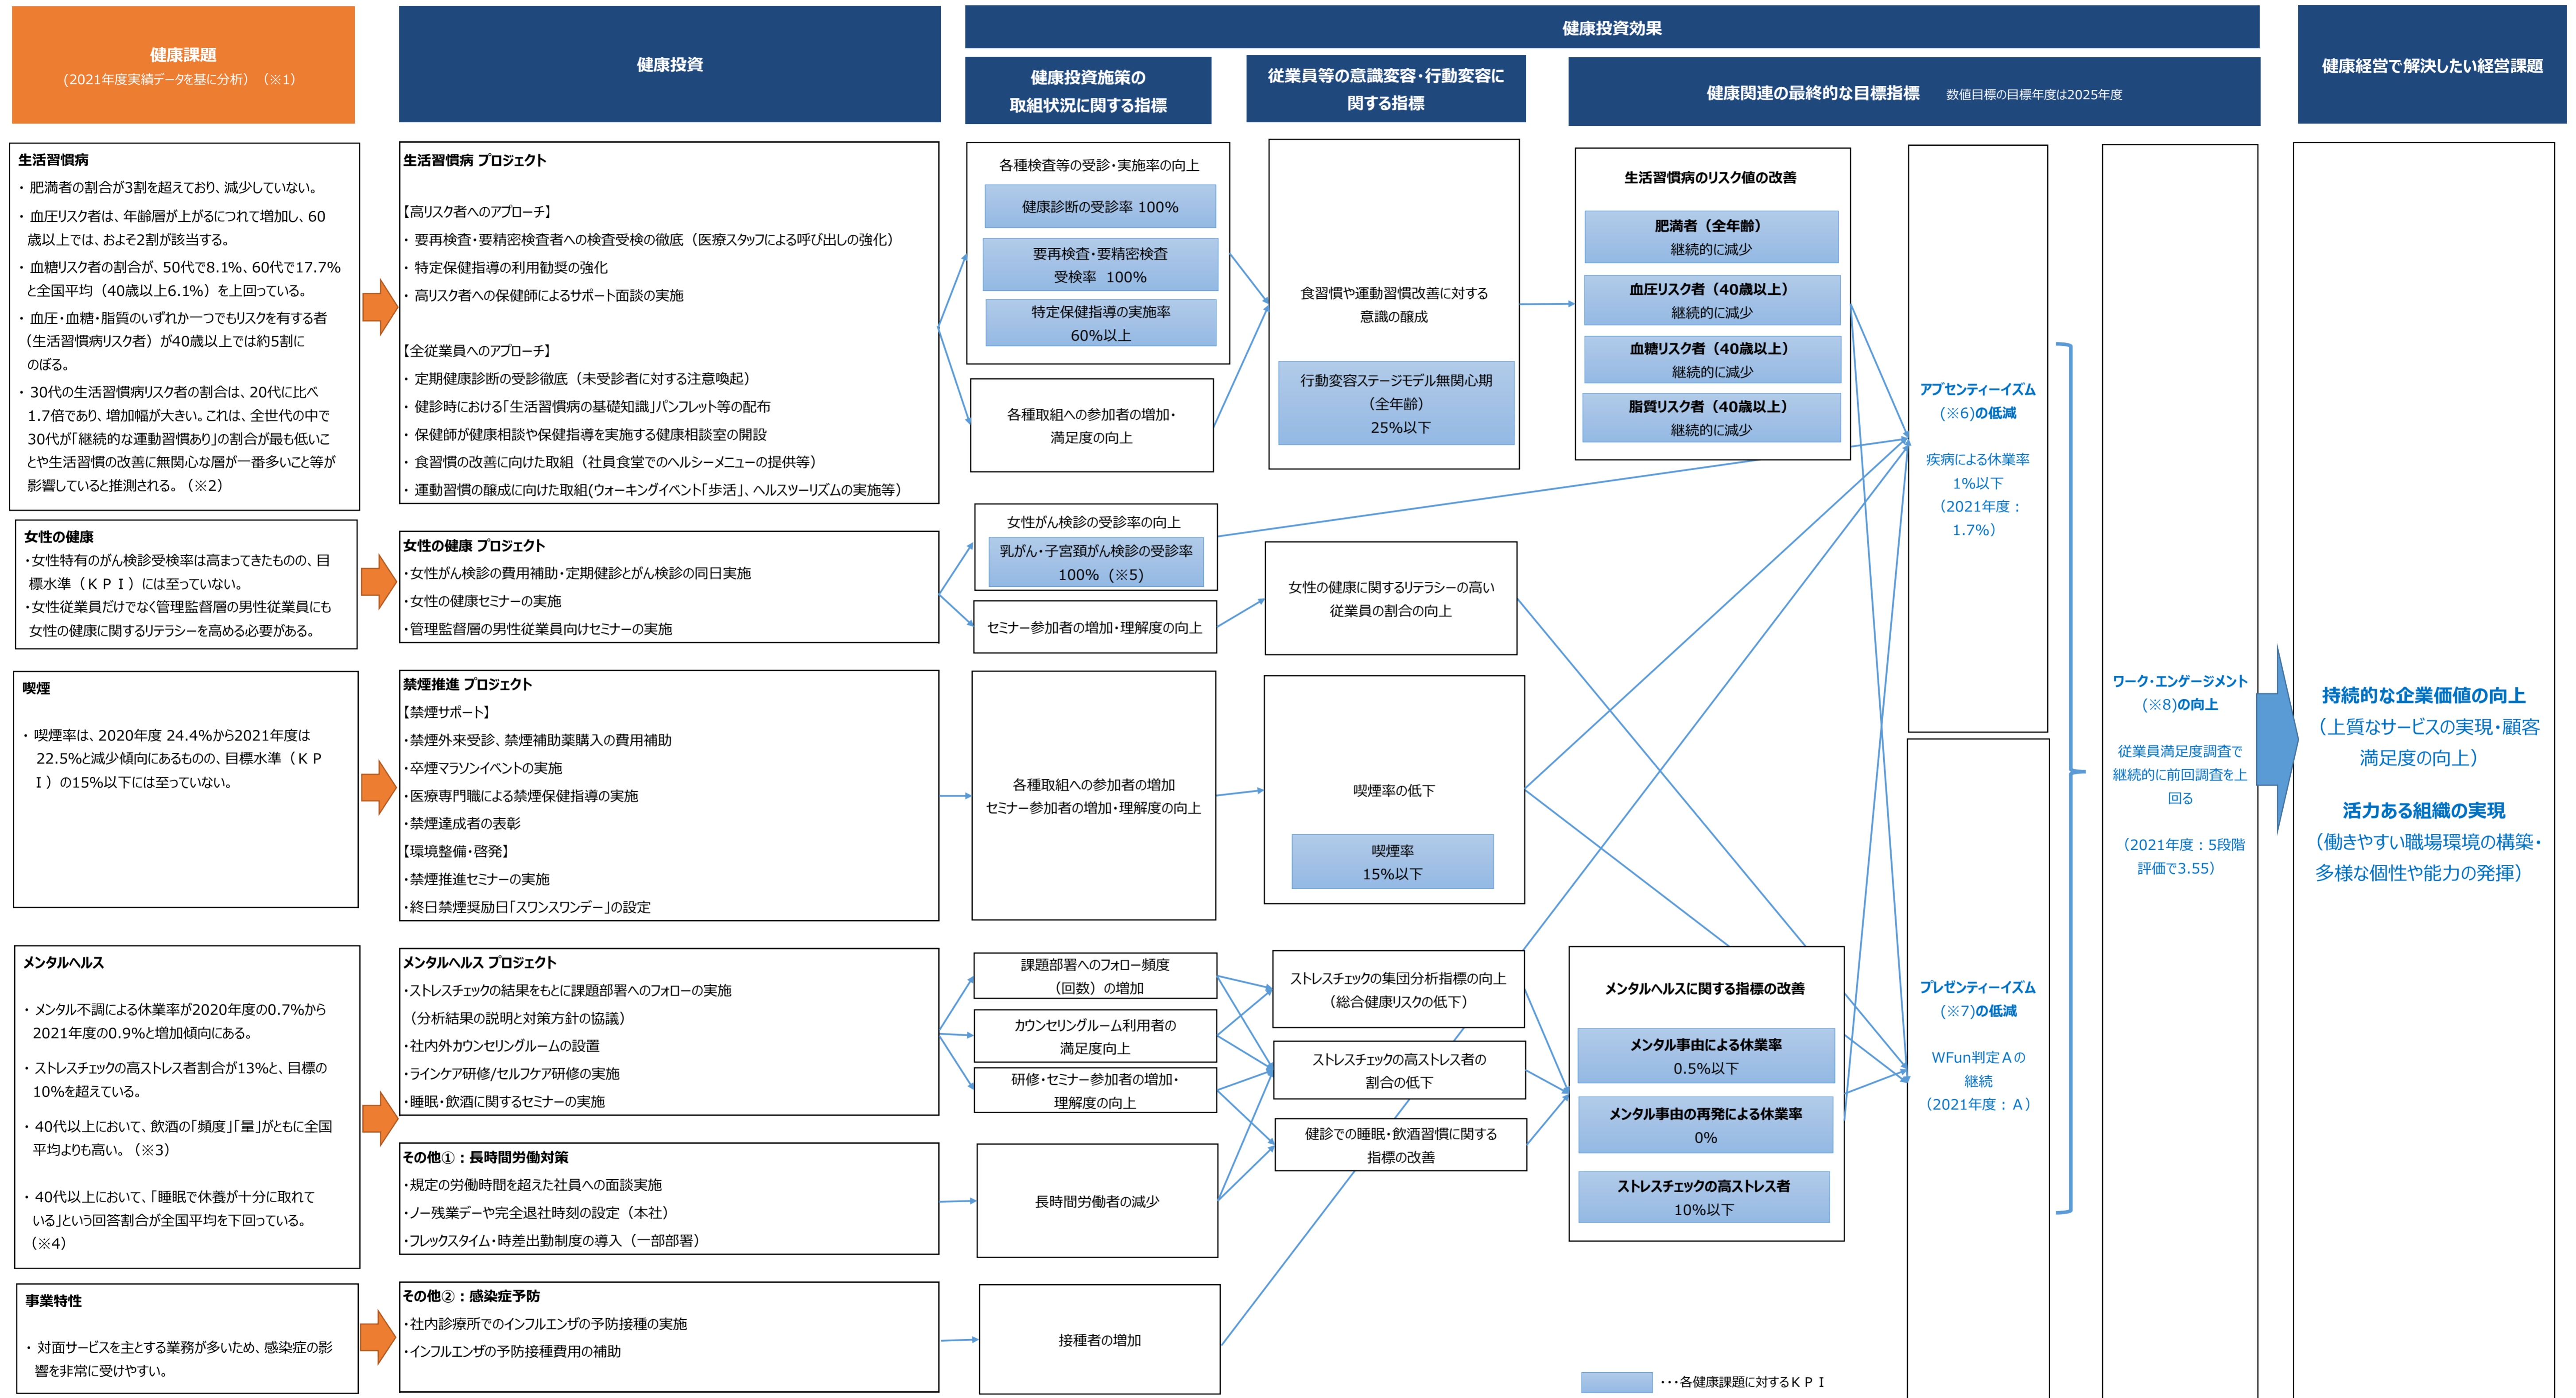 健康課題
(2021年度実績データを基に分析)（※1）
健康投資
健康投資効果
健康投資施策の
取組状況に関する指標
従業員等の意識変容・行動変容に
関する指標
健康関連の最終的な目標指標　数値目標の目標年度は2025年度
健康経営で解決したい経営課題
生活習慣病
・ 肥満者の割合が3割を超えており、減少していない。
・ 血圧リスク者は、年齢層が上がるにつれて増加し、60
歳以上では、およそ2割が該当する。
・ 血糖リスク者の割合が、50代で8.1%、60代で17.7%
と全国平均（40歳以上6.1%）を上回っている。
・ 血圧・血糖・脂質のいずれか一つでもリスクを有する者
（生活習慣病リスク者）が40歳以上では約5割に
のぼる。
・ 30代の生活習慣病リスク者の割合は、20代に比べ
1.7倍であり、増加幅が大きい。これは、全世代の中で
30代が「継続的な運動習慣あり」の割合が最も低いこ
とや生活習慣の改善に無関心な層が一番多いこと等が
影響していると推測される。（※2）
女性の健康
・女性特有のがん検診受検率は高まってきたものの、目
標水準（ＫＰＩ）には至っていない。
・女性従業員だけでなく管理監督層の男性従業員にも
女性の健康に関するリテラシーを高める必要がある。
喫煙
・ 喫煙率は、2020年度 24.4%から2021年度は
22.5%と減少傾向にあるものの、目標水準（ＫＰ
Ｉ）の15%以下には至っていない。
メンタルヘルス
・ メンタル不調による休業率が2020年度の0.7%から
2021年度の0.9%と増加傾向にある。
・ ストレスチェックの高ストレス者割合が13%と、目標の
10%を超えている。
・ 40代以上において、飲酒の「頻度」「量」がともに全国
平均よりも高い。（※3）
・ 40代以上において、「睡眠で休養が十分に取れて
いる」という回答割合が全国平均を下回っている。
（※4）
事業特性
・ 対面サービスを主とする業務が多いため、感染症の影
響を非常に受けやすい。
生活習慣病 プロジェクト
【高リスク者へのアプローチ】
・ 要再検査・要精密検査者への検査受検の徹底（医療スタッフによる呼び出しの強化）
・ 特定保健指導の利用勧奨の強化
・ 高リスク者への保健師によるサポート面談の実施
【全従業員へのアプローチ】
・ 定期健康診断の受診徹底（未受診者に対する注意喚起）
・ 健診時における「生活習慣病の基礎知識」パンフレット等の配布
・ 保健師が健康相談や保健指導を実施する健康相談室の開設
・ 食習慣の改善に向けた取組（社員食堂でのヘルシーメニューの提供等）
・ 運動習慣の醸成に向けた取組(ウォーキングイベント「歩活」、ヘルスツーリズムの実施等）
女性の健康 プロジェクト
・女性がん検診の費用補助・定期健診とがん検診の同日実施
・女性の健康セミナーの実施
・管理監督層の男性従業員向けセミナーの実施
禁煙推進 プロジェクト
【禁煙サポート】
・禁煙外来受診、禁煙補助薬購入の費用補助
・卒煙マラソンイベントの実施
・医療専門職による禁煙保健指導の実施
・禁煙達成者の表彰
【環境整備・啓発】
・禁煙推進セミナーの実施
・終日禁煙奨励日「スワンスワンデー」の設定
メンタルヘルス プロジェクト
・ストレスチェックの結果をもとに課題部署へのフォローの実施
（分析結果の説明と対策方針の協議）
・社内外カウンセリングルームの設置
・ラインケア研修/セルフケア研修の実施
・睡眠・飲酒に関するセミナーの実施
その他①：長時間労働対策
・規定の労働時間を超えた社員への面談実施
・ノー残業デーや完全退社時刻の設定（本社）
・フレックスタイム・時差出勤制度の導入（一部部署）
その他②：感染症予防
・社内診療所でのインフルエンザの予防接種の実施
・インフルエンザの予防接種費用の補助
各種検査等の受診・実施率の向上
健康診断の受診率 100%
要再検査・要精密検査
受検率　100%
特定保健指導の実施率
60%以上
各種取組への参加者の増加・
満足度の向上
女性がん検診の受診率の向上
乳がん・子宮頚がん検診の受診率
100%（※5）
セミナー参加者の増加・理解度の向上
各種取組への参加者の増加
セミナー参加者の増加・理解度の向上
課題部署へのフォロー頻度
（回数）の増加
カウンセリングルーム利用者の
満足度向上
研修・セミナー参加者の増加・
理解度の向上
長時間労働者の減少
接種者の増加
食習慣や運動習慣改善に対する
意識の醸成
行動変容ステージモデル無関心期
（全年齢）
25%以下
女性の健康に関するリテラシーの高い
従業員の割合の向上
喫煙率の低下
喫煙率
15%以下
ストレスチェックの集団分析指標の向上
（総合健康リスクの低下）
ストレスチェックの高ストレス者の
割合の低下
健診での睡眠・飲酒習慣に関する
指標の改善
生活習慣病のリスク値の改善
肥満者（全年齢）
継続的に減少
血圧リスク者（40歳以上）
継続的に減少
血糖リスク者（40歳以上）
継続的に減少
脂質リスク者（40歳以上）
継続的に減少
メンタルヘルスに関する指標の改善
メンタル事由による休業率
0.5%以下
メンタル事由の再発による休業率
0%
ストレスチェックの高ストレス者
10%以下
・・・各健康課題に対するＫＰＩ
アブセンティーイズム
(※6)の低減
疾病による休業率
1%以下
（2021年度：
1.7%）
プレゼンティーイズム
(※7)の低減
WFun判定Ａの
継続
（2021年度：Ａ）
ワーク・エンゲージメント
(※8)の向上
従業員満足度調査で
継続的に前回調査を上
回る
（2021年度：5段階
評価で3.55）
持続的な企業価値の向上
（上質なサービスの実現・顧客
満足度の向上）
活力ある組織の実現
（働きやすい職場環境の構築・
多様な個性や能力の発揮）